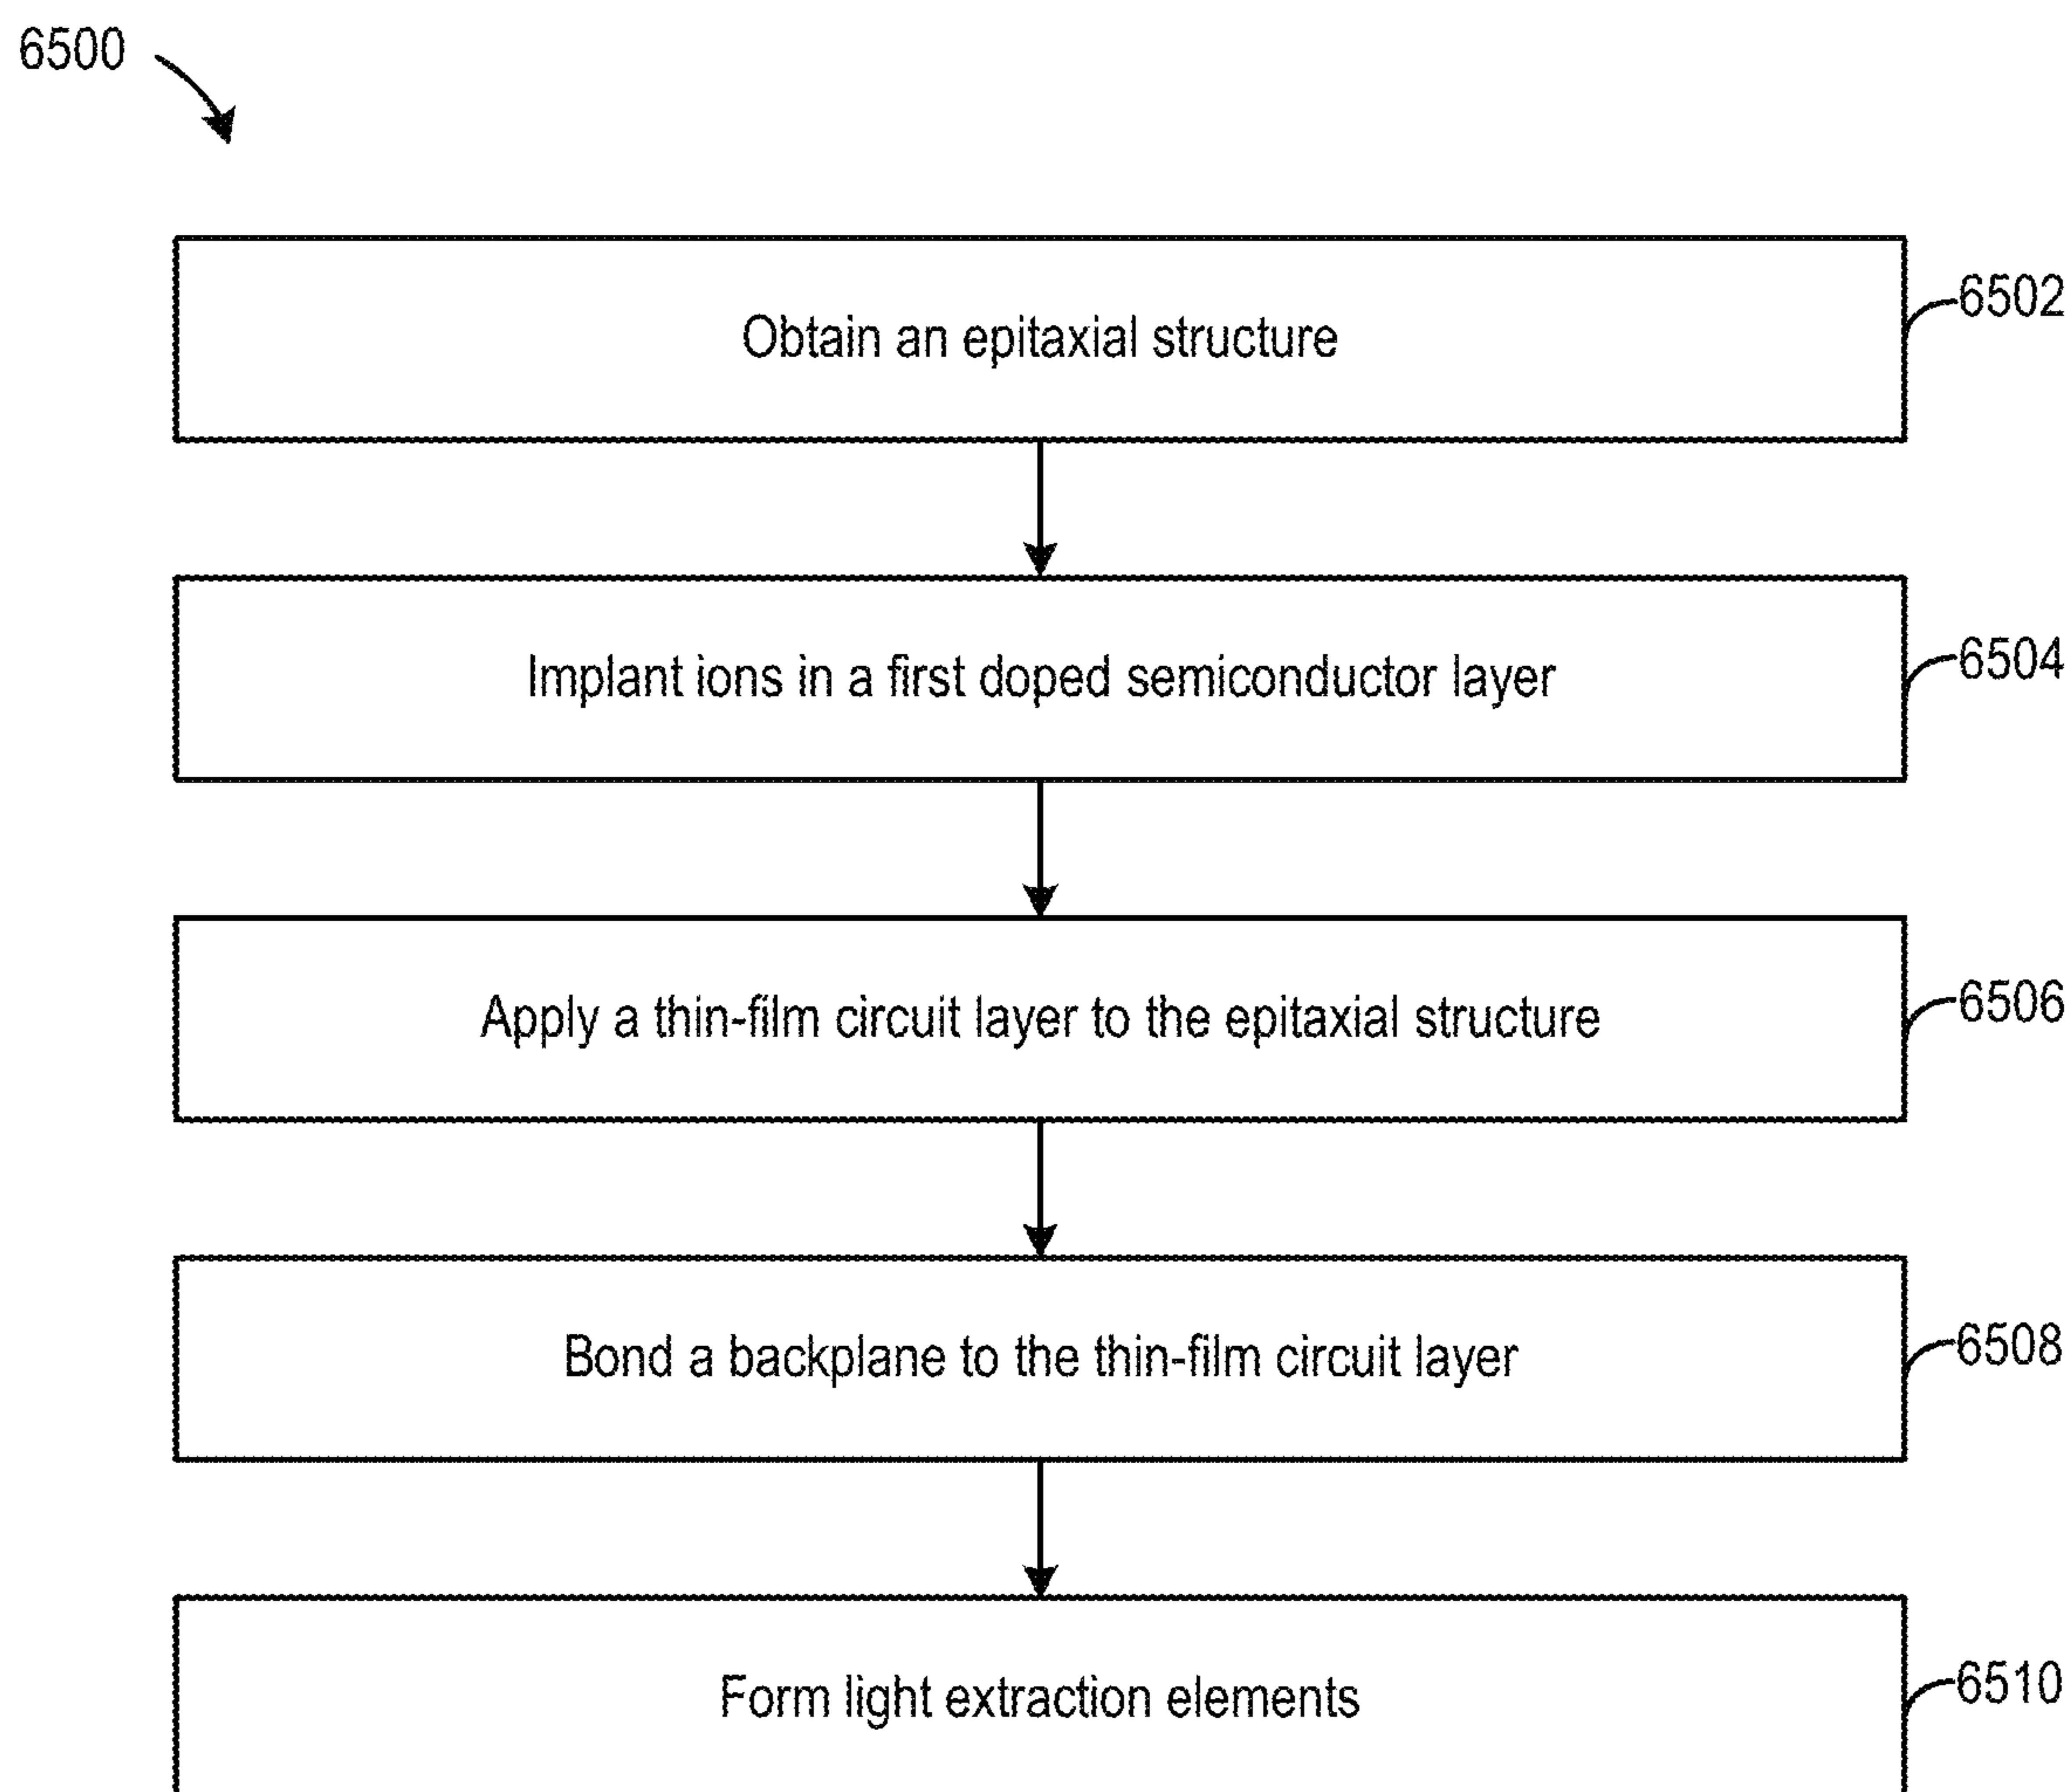 6500
Obtain an epitaxial structure
6502
Implant ions in a first doped semiconductor layer
6504
Apply a thin-film circuit layer to the epitaxial structure
6506
Bond a backplane to the thin-film circuit layer
6508
Form light extraction elements
6510